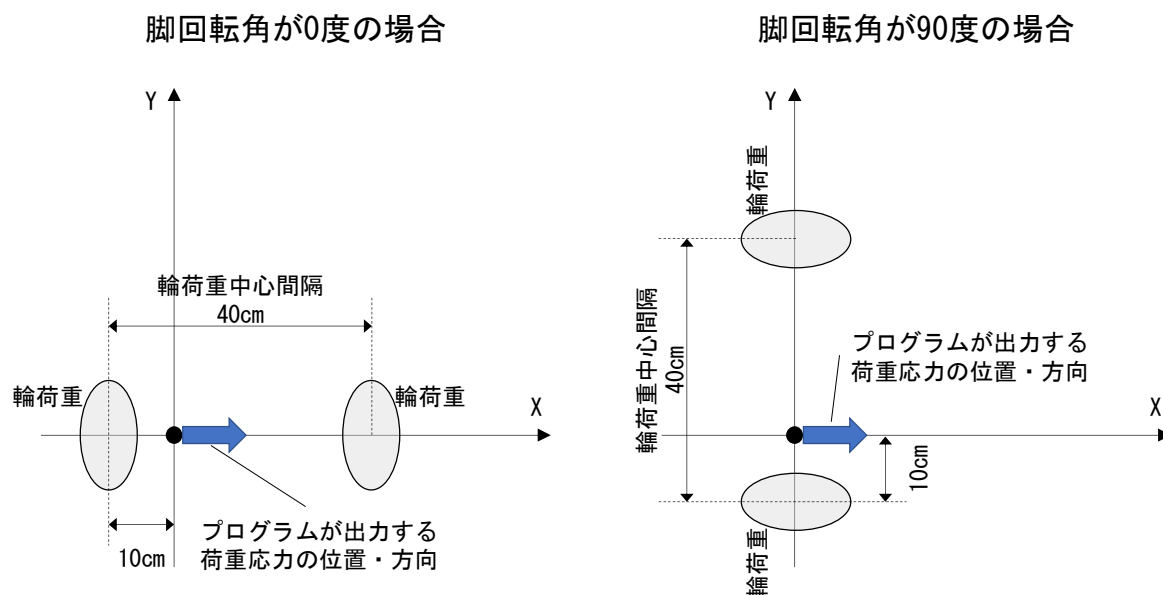 脚回転角が0度の場合
Y
輪荷重中心間隔
40cm
輪荷重
輪荷重
X
10cm
プログラムが出力する
荷重応力の位置・方向
脚回転角が90度の場合
Y
輪荷重
輪荷重中心間隔
40cm
プログラムが出力する
荷重応力の位置・方向
X
10cm
輪荷重